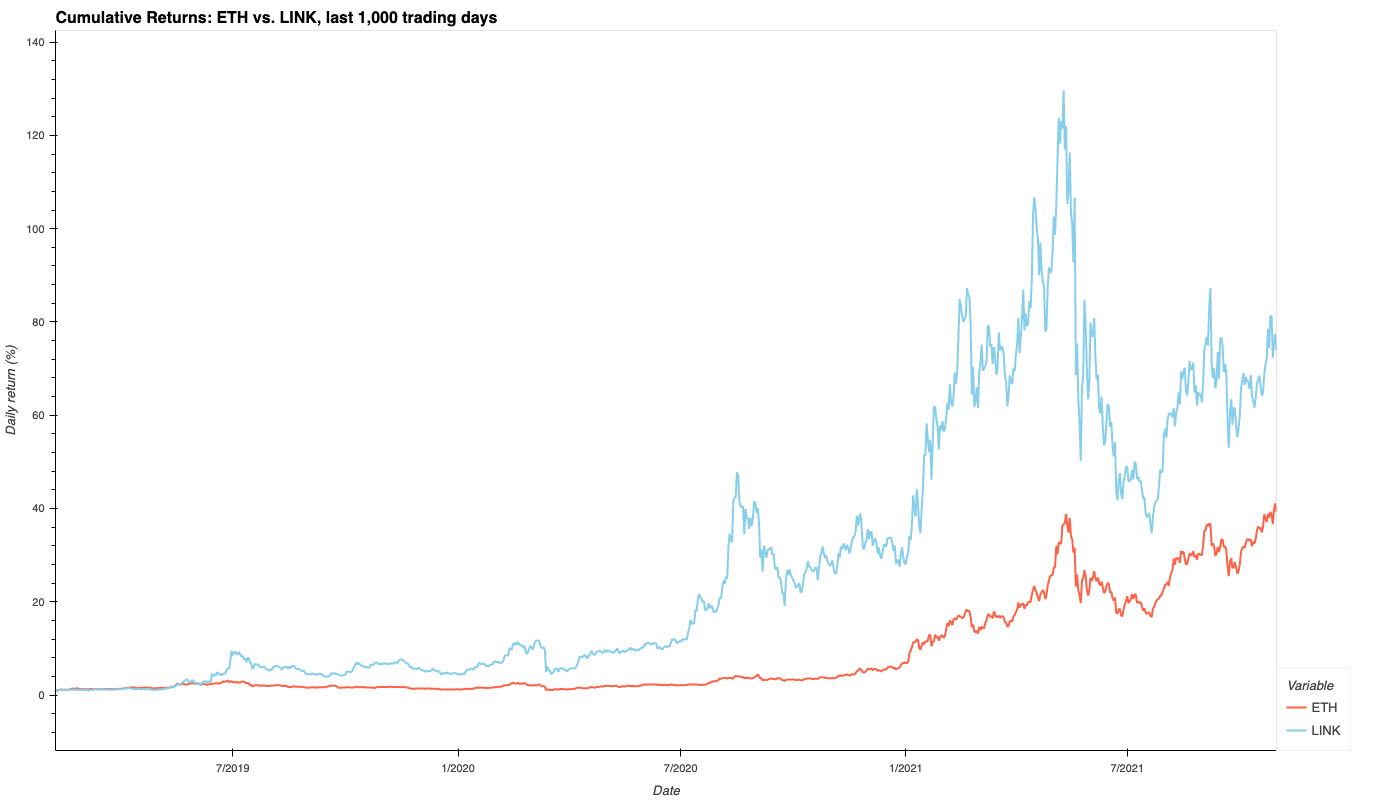 Cumulative Returns: ETH vs. LINK, last 1,000 trading days
140
120
100
80
60
40
20
0
Daily return (%)
7/2019
1/2020
7/2020
1/2021
7/2021
Date
Variable
ETH
LINK